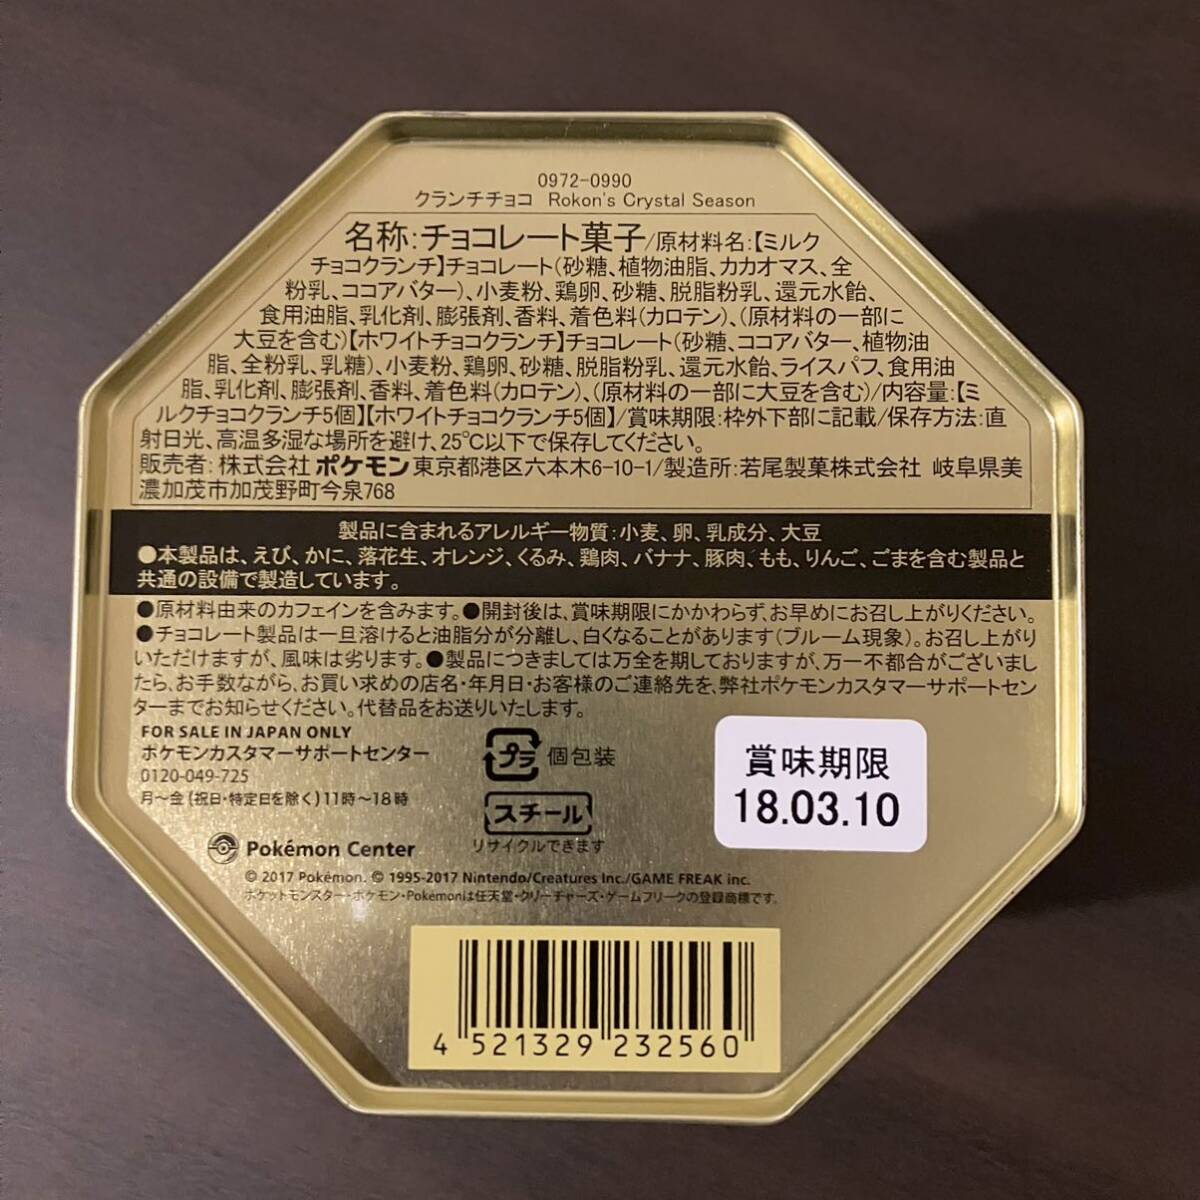 0972-0990
クランチチョコ Rokon's Crystal Season
名称:チョコレート菓子/原材料名:【ミルク
チョコクランチ】チョコレート(砂糖、植物油脂、カカオマス、全
粉乳、ココアバター)、小麦粉、鶏卵、砂糖、脱脂粉乳、還元水飴、
食用油脂、乳化剤、膨張剤、香料、着色料(カロテン)、(原材料の一部に
大豆を含む)【ホワイトチョコクランチ】チョコレート(砂糖、ココアバター、植物油
脂、全粉乳、乳糖)、小麦粉、鶏卵、砂糖、脱脂粉乳、還元水飴、ライスパフ、食用油
脂、乳化剤、膨張剤、香料、着色料(カロテン)、(原材料の一部に大豆を含む)/内容量:【ミ
ルクチョコクランチ5個】【ホワイトチョコクランチ5個】/賞味期限:枠外下部に記載/保存方法:直
射日光、高温多湿な場所を避け、25℃以下で保存してください。
販売者:株式会社 ポケモン 東京都港区六本木6-10-1/製造所:若尾製菓株式会社 岐阜県美
濃加茂市加茂野町今泉768
製品に含まれるアレルギー物質:小麦、卵、乳成分、大豆
●本製品は、えび、かに、落花生、オレンジ、くるみ、鶏肉、バナナ、豚肉、もも、りんご、ごまを含む製品と
共通の設備で製造しています。
●原材料由来のカフェインを含みます。●開封後は、賞味期限にかかわらず、お早めにお召し上がりください。
●チョコレート製品は一旦溶けると油脂分が分離し、白くなることがあります(ブルーム現象)。お召し上がり
いただけますが、風味は劣ります。●製品につきましては万全を期しておりますが、万一不都合がございまし
たら、お手数ながら、お買い求めの店名・年月日・お客様のご連絡先を、弊社ポケモンカスタマーサポートセン
ターまでお知らせください。代替品をお送りいたします。
FOR SALE IN JAPAN ONLY
ポケモンカスタマーサポートセンター
0120-049-725
月~金(祝日・特定日を除く)11時~18時
プラ 個包装
スチール
リサイクルできます
賞味期限
18.03.10
Pokémon Center
© 2017 Pokémon. © 1995-2017 Nintendo/Creatures Inc./GAME FREAK inc.
ポケットモンスター・ポケモン・Pokémonは任天堂・クリーチャーズ・ゲームフリークの登録商標です。
4 521329 232560